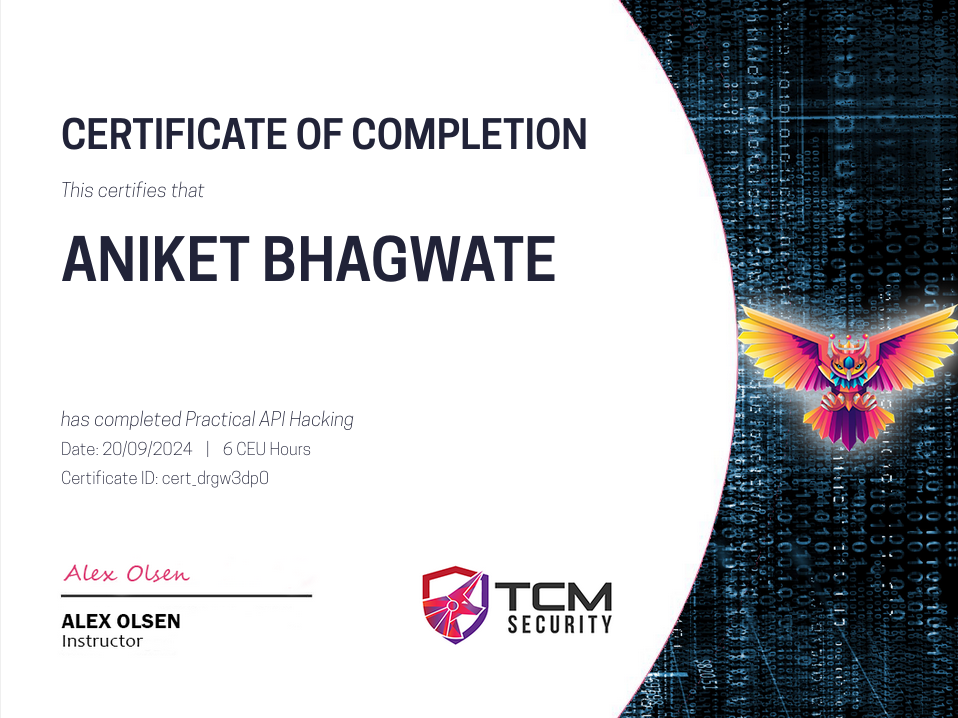 CERTIFICATE OF COMPLETION
This certifies that
ANIKET BHAGWATE
has completed Practical API Hacking
Date: 20/09/2024 | 6 CEU Hours
Certificate ID: cert_drgw3dp0
Alex Olsen
ALEX OLSEN
Instructor
TCM
SECURITY